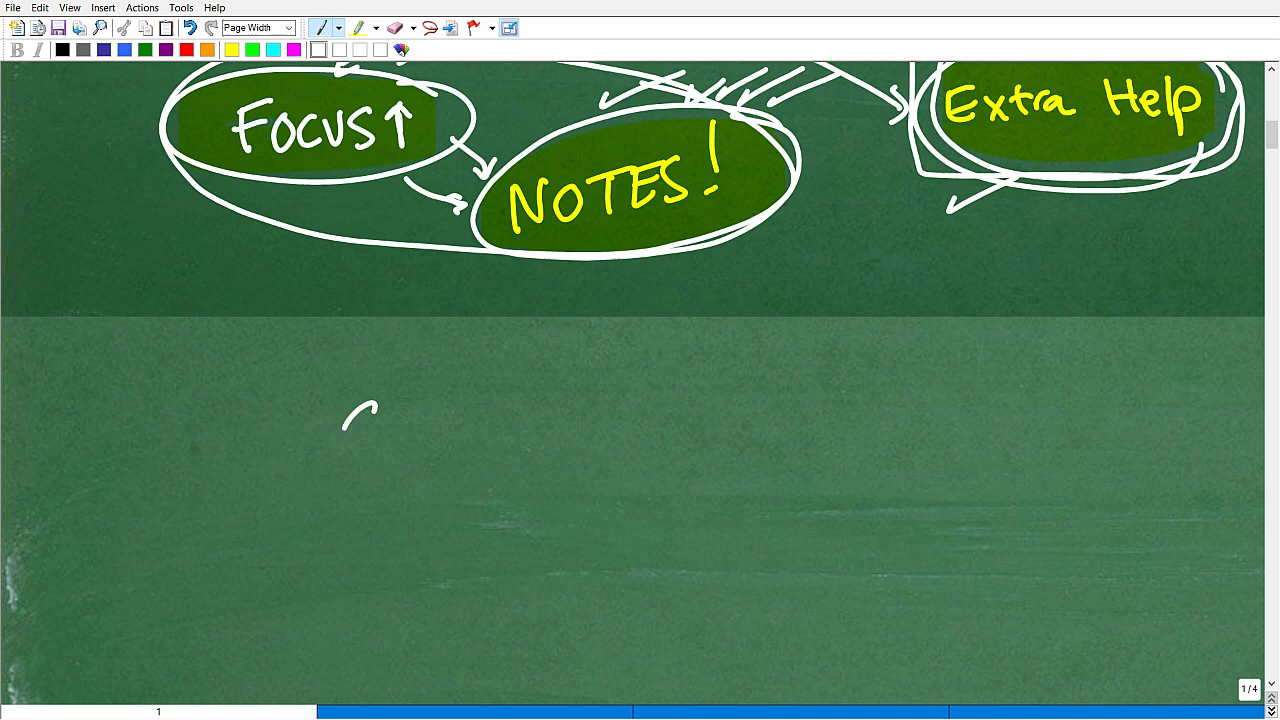 File Edit View Insert Actions Tools Help
Page Width
B I
FOCUS↑
NOTES!
Extra Help
1/4
1